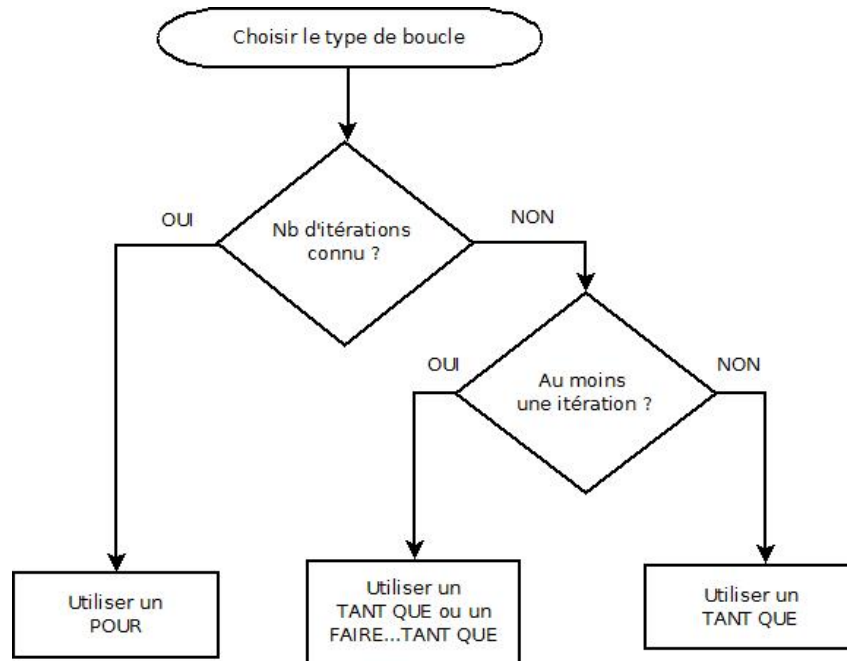 Choisir le type de boucle
OUI
Nb d'itérations
connu ?
NON
OUI
Au moins
une itération ?
NON
Utiliser un
POUR
Utiliser un
TANT QUE ou un
FAIRE...TANT QUE
Utiliser un
TANT QUE